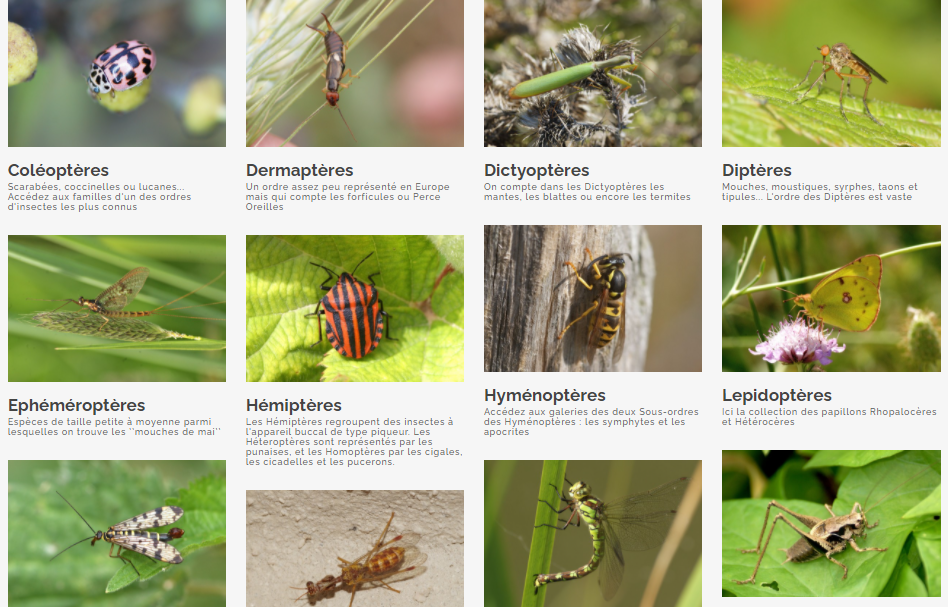 Coléoptères
Scarabées, coccinelles ou lucanes...
Accédez aux familles d'un des ordres
d'insectes les plus connus
Dermaptères
Un ordre assez peu représenté en Europe
mais qui compte les forficules ou Perce
Oreilles
Dictyoptères
On compte dans les Dictyoptères les
mantes, les blattes ou encore les termites
Diptères
Mouches, moustiques, syrphes, taons et
tipules... L'ordre des Diptères est vaste
Ephéméroptères
Espèces de taille petite à moyenne parmi
lesquelles on trouve les ''mouches de mai''
Hémiptères
Les Hémiptères regroupent des insectes à
l'appareil buccal de type piqueur. Les
Héteroptères sont représentés par les
punaises, et les Homoptères par les cigales,
les cicadelles et les pucerons.
Hyménoptères
Accédez aux galeries des deux Sous-ordres
des Hyménoptères : les symphytes et les
apocrites
Lepidoptères
Ici la collection des papillons Rhopalocères
et Hétérocères